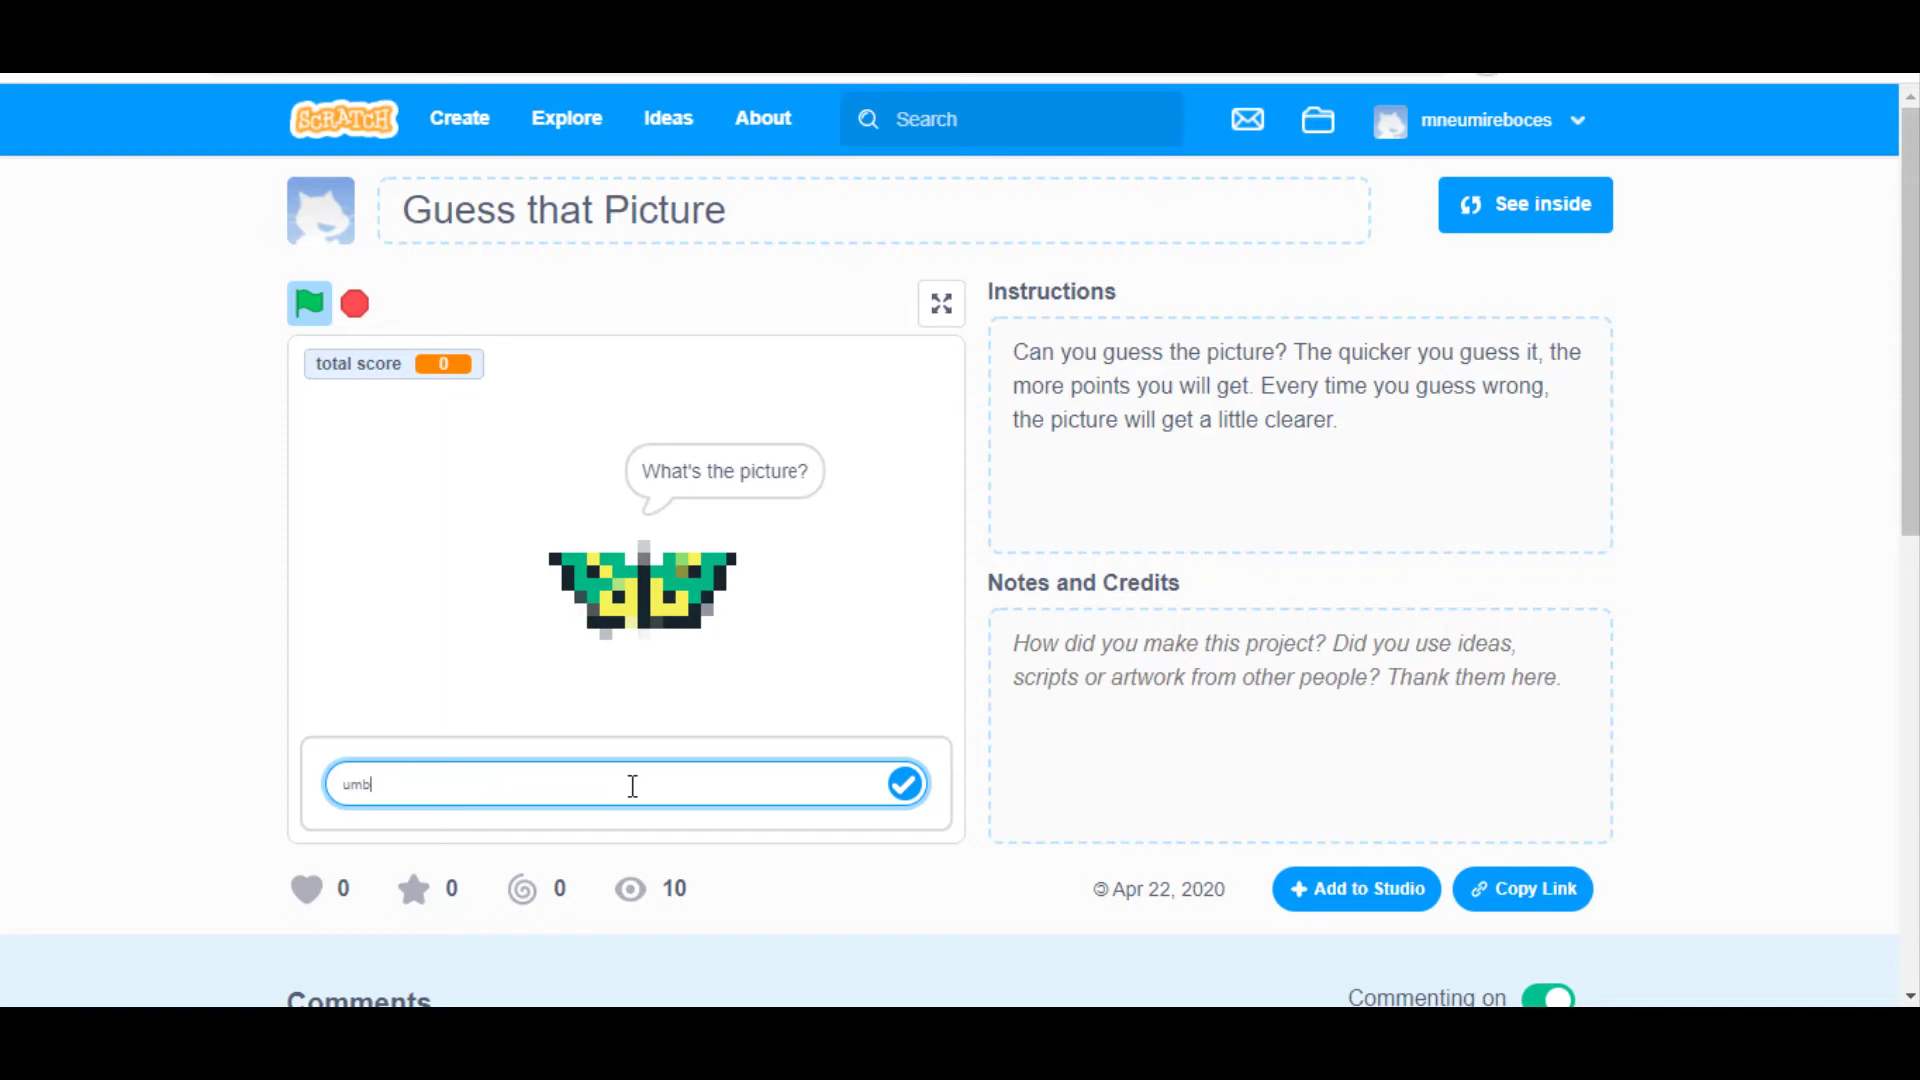 SCRATCH Create Explore Ideas About Search mneumireboces
Guess that Picture
See inside
total score 0
What's the picture?
umb
Instructions
Can you guess the picture? The quicker you guess it, the
more points you will get. Every time you guess wrong,
the picture will get a little clearer.
Notes and Credits
How did you make this project? Did you use ideas,
scripts or artwork from other people? Thank them here.
0 0 0 10
© Apr 22, 2020
Add to Studio
Copy Link
Comments
Commenting on